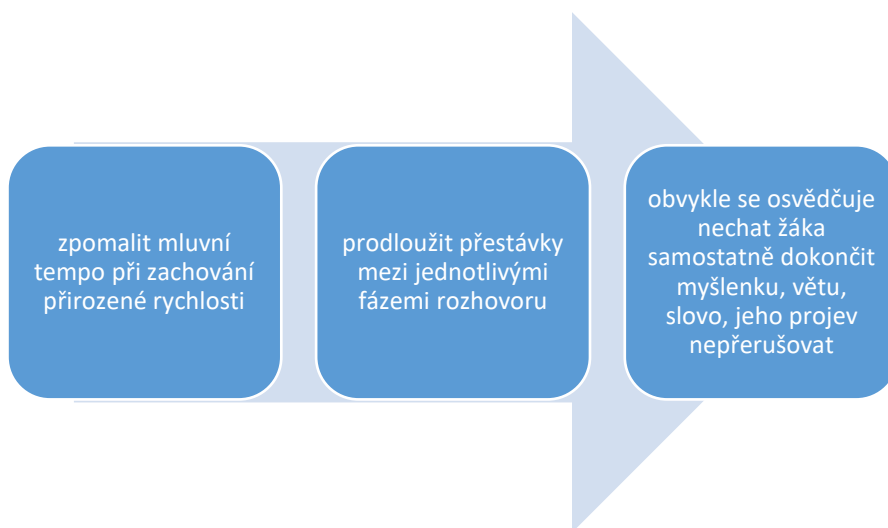 zpomalit mluvní
tempo při zachování
přirozené rychlosti
prodloužit přestávky
mezi jednotlivými
fázemi rozhovoru
obvykle se osvědčuje
nechat žáka
samostatně dokončit
myšlenku, větu,
slovo, jeho projev
nepřerušovat